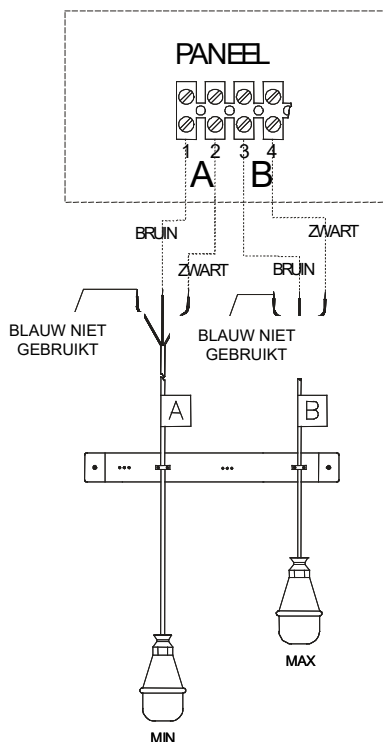 PANEEL
1 2 3 4
A B
BRUIN
ZWART
ZWART
BRUIN
BLAUW NIET
GEBRUIKT
BLAUW NIET
GEBRUIKT
A
B
MAX
MIN